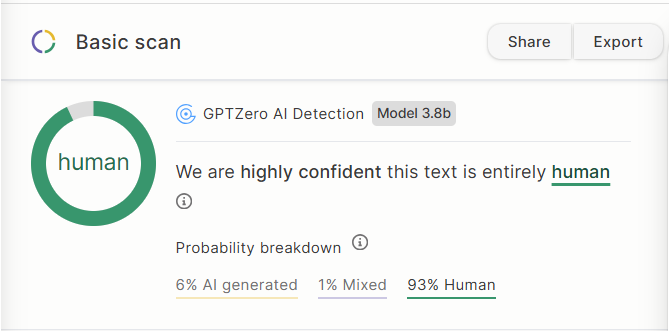 Basic scan
Share
Export
human
GPTZero AI Detection
Model 3.8b
We are highly confident this text is entirely human
Probability breakdown
6% AI generated
1% Mixed
93% Human